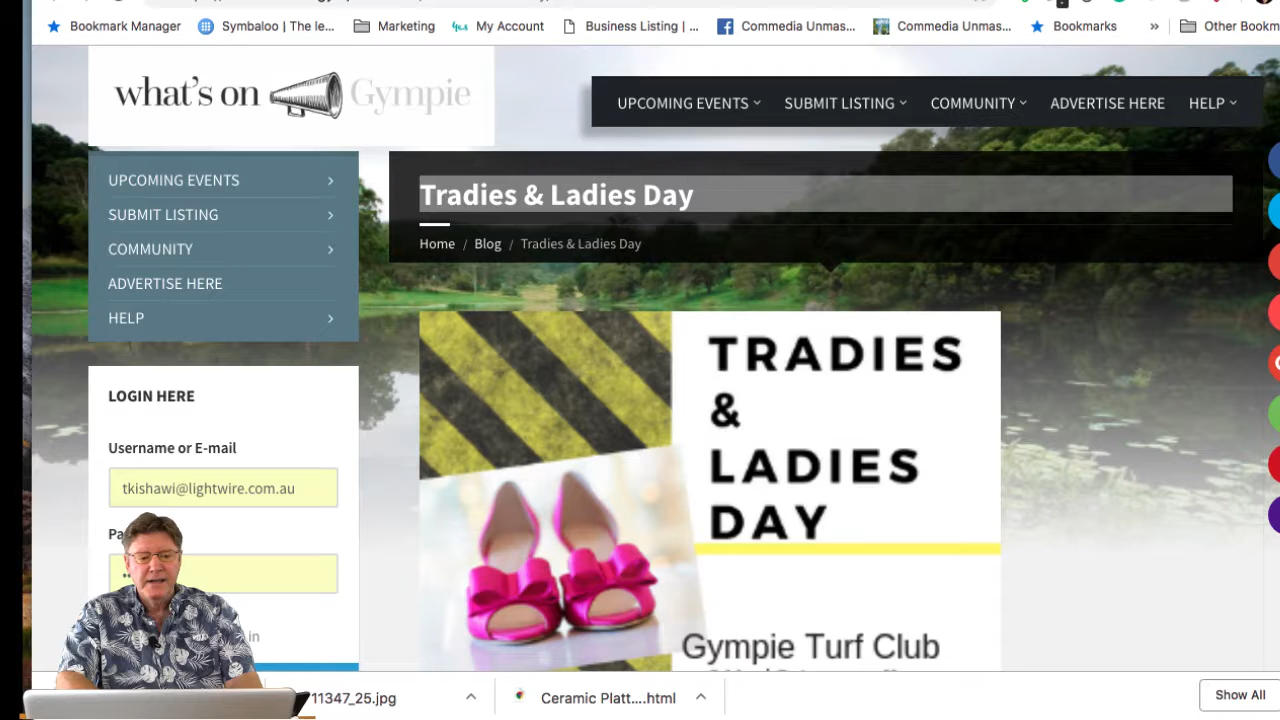 Bookmark Manager Symbaloo | The le... Marketing My Account Business Listing | ... Commedia Unmas... Commedia Unmas... Bookmarks » Other Bookm
what's on Gympie
UPCOMING EVENTS SUBMIT LISTING COMMUNITY ADVERTISE HERE HELP
UPCOMING EVENTS
SUBMIT LISTING
COMMUNITY
ADVERTISE HERE
HELP
Tradies & Ladies Day
Home / Blog / Tradies & Ladies Day
LOGIN HERE
Username or E-mail
tkishawi@lightwire.com.au
TRADIES
&
LADIES
DAY
Gympie Turf Club
11347_25.jpg Ceramic Platt....html Show All